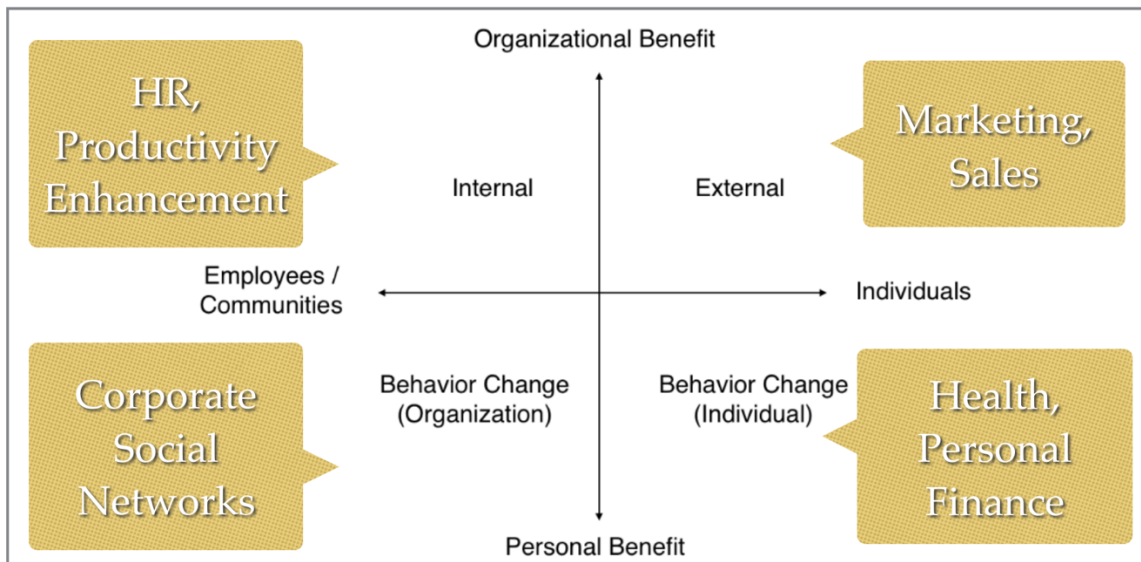 Organizational Benefit
HR,
Productivity
Enhancement
Marketing,
Sales
Internal
External
Employees /
Communities
Individuals
Corporate
Social
Networks
Behavior Change
(Organization)
Behavior Change
(Individual)
Health,
Personal
Finance
Personal Benefit